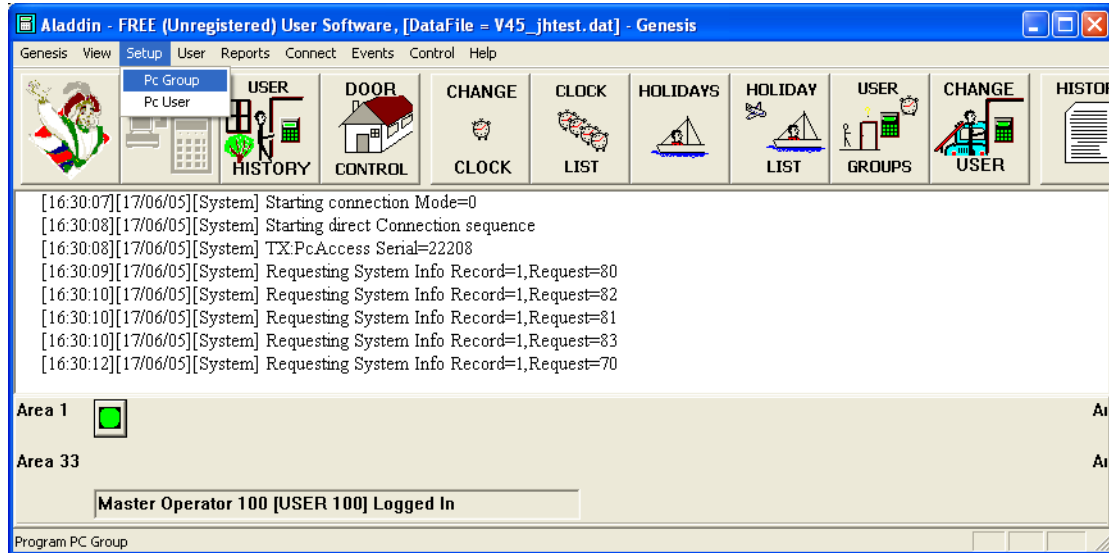 Aladdin - FREE (Unregistered) User Software, [DataFile = V45_jhtest.dat] - Genesis
Genesis View Setup User Reports Connect Events Control Help
Pc Group
Pc User
USER HISTORY
DOOR CONTROL
CHANGE CLOCK
CLOCK LIST
HOLIDAYS
HOLIDAY LIST
USER GROUPS
CHANGE USER
HISTOR
[16:30:07][17/06/05][System] Starting connection Mode=0
[16:30:08][17/06/05][System] Starting direct Connection sequence
[16:30:08][17/06/05][System] TX:PcAccess Serial=22208
[16:30:09][17/06/05][System] Requesting System Info Record=1,Request=80
[16:30:10][17/06/05][System] Requesting System Info Record=1,Request=82
[16:30:10][17/06/05][System] Requesting System Info Record=1,Request=81
[16:30:10][17/06/05][System] Requesting System Info Record=1,Request=83
[16:30:12][17/06/05][System] Requesting System Info Record=1,Request=70
Area 1
Area 33
Master Operator 100 [USER 100] Logged In
Program PC Group